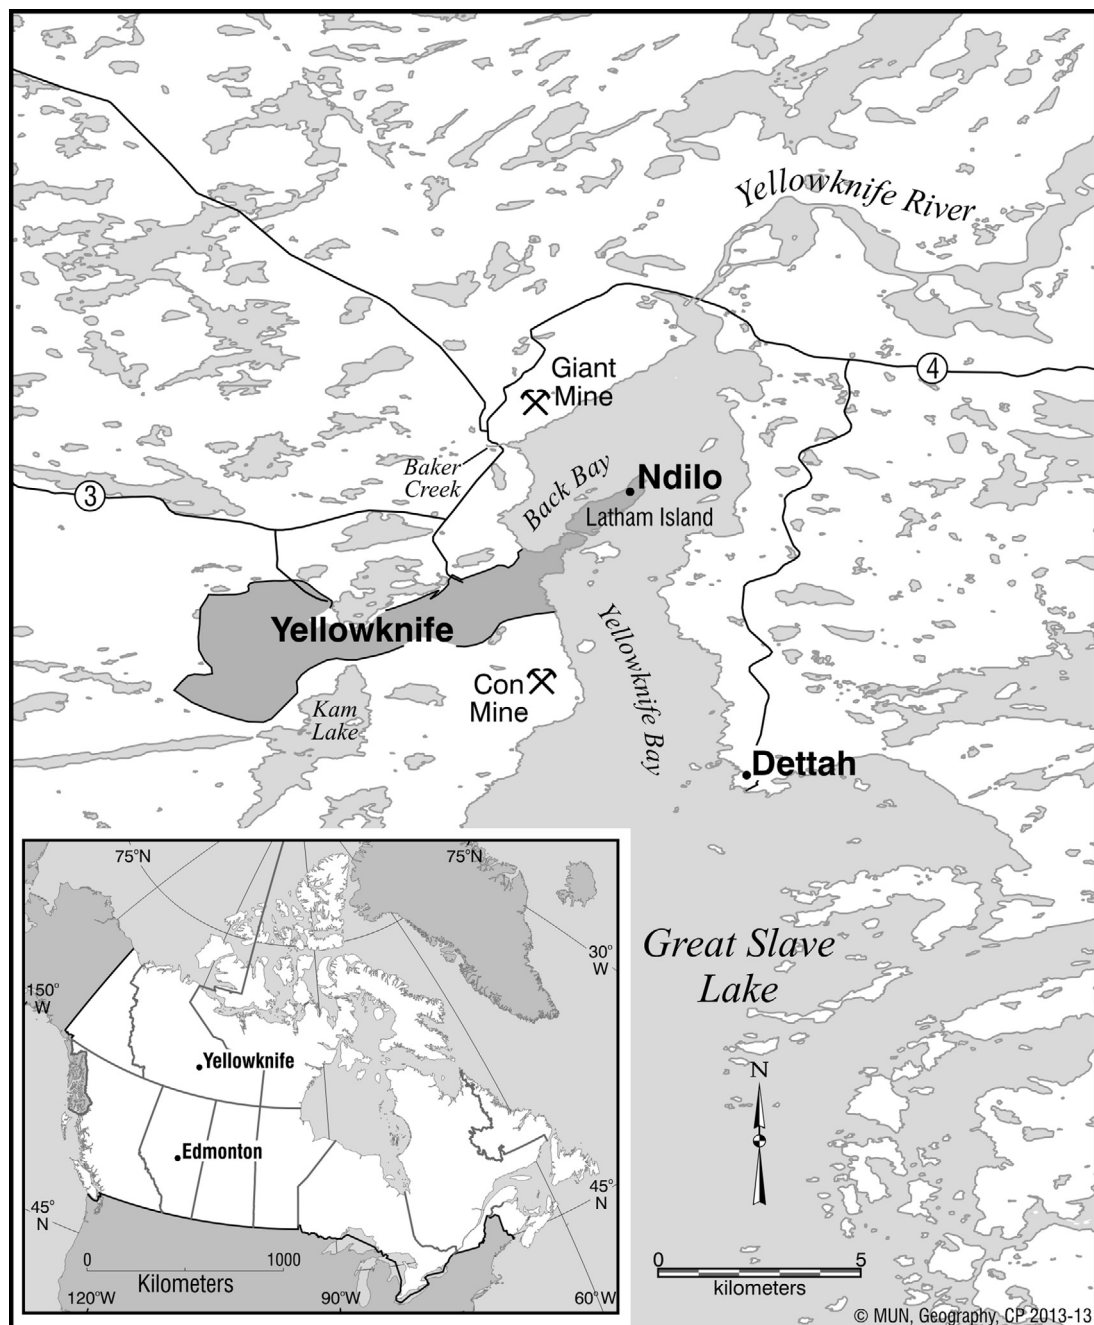 Yellowknife River
Giant
Mine
4
Baker
Creek
Back Bay
Ndilo
Latham Island
3
Yellowknife
Yellowknife Bay
Con
Mine
Kam
Lake
Dettah
Great Slave
Lake
N
0 5
kilometers
75°N 75°N
30°
W
150°
W
Yellowknife
Edmonton
45°
N
45°
N
0 1000
Kilometers
120°W 90°W 60°W
© MUN, Geography, CP 2013-13